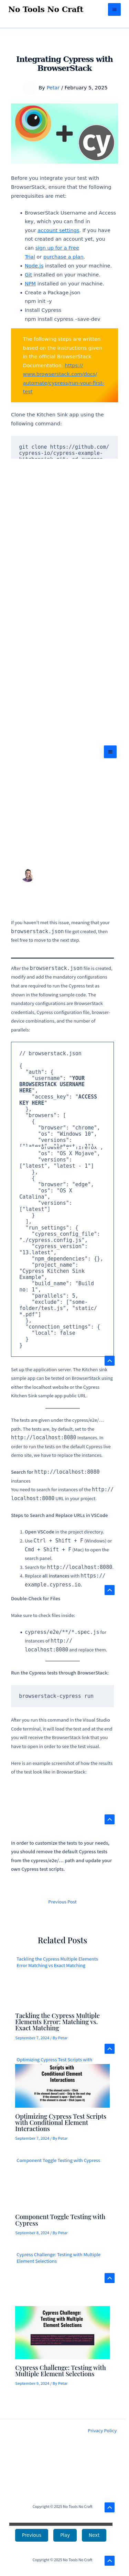 No Tools No Craft
Integrating Cypress with
BrowserStack
By Petar / February 5, 2025
cy
Before you integrate your test with
BrowserStack, ensure that the following
prerequisites are met:
BrowserStack Username and Access
key, which you can find in
your account settings. If you have
not created an account yet, you
can sign up for a Free
Trial or purchase a plan.
Node.js installed on your machine.
Git installed on your machine.
NPM installed on your machine.
Create a Package.json
npm init -y
Install Cypress
npm install cypress –save-dev
The following steps are written
based on the instructions given
in the official BrowserStack
Documentation: https://
www.browserstack.com/docs/
automate/cypress/run-your-first-
test
Clone the Kitchen Sink app using the
following command:
git clone https://github.com/
cypress-io/cypress-example-
If you haven't met this issue, meaning that your
browserstack.json file got created, then
feel free to move to the next step.
After the browserstack.json file is created,
modify and add the mandatory configurations
that are required to run the Cypress test as
shown in the following sample code. The
mandatory configurations are BrowserStack
credentials, Cypress configuration file, browser-
device combinations, and the number of
parallels:
// browserstack.json
{
"auth": {
"username": "YOUR
BROWSERSTACK USERNAME
HERE",
"access_key": "ACCESS
KEY HERE"
},
"browsers": [
{
"browser": "chrome",
"os": "Windows 10",
"versions":
"os": "OS X Mojave",
"versions":
["latest", "latest - 1"]
},
{
"browser": "edge",
"os": "OS X
Catalina",
"versions":
["latest"]
}
],
"run_settings": {
"cypress_config_file":
"./cypress.config.js",
"cypress_version":
"13.latest",
"npm_dependencies": {},
"project_name":
"Cypress Kitchen Sink
Example",
"build_name": "Build
no: 1",
"parallels": 5,
"exclude": ["some-
folder/test.js", "static/
*.pdf"]
},
"connection_settings": {
"local": false
}
}
Set up the application server. The Kitchen sink
sample app can be tested on BrowserStack using
either the localhost website or the Cypress
Kitchen Sink sample app public URL.
The tests are given under the cypress/e2e/...
path. The tests are, by default, set to the
http://localhost:8080 instances. In
order to run the tests on the default Cypress live
demo site, we have to replace the instances.
Search for http://localhost:8080
instances
You need to search for instances of the http://
localhost:8080 URL in your project.
Steps to Search and Replace URLs in VSCode
1. Open VSCode in the project directory.
2. Use Ctrl + Shift + F (Windows) or
Cmd + Shift + F (Mac) to open the
search panel.
3. Search for http://localhost:8080.
4. Replace all instances with https://
example.cypress.io.
Double-Check for Files
Make sure to check files inside:
cypress/e2e/**/*.spec.js for
instances of http://
localhost:8080 and replace them.
Run the Cypress tests through BrowserStack:
browserstack-cypress run
After you run this command in the Visual Studio
Code terminal, it will load the test and at the end
you will receive the BrowserStack link that you
have to open in order to see the test visual.
Here is an example screenshot of how the results
of the test look like in BrowserStack:
In order to customize the tests to your needs,
you should remove the default Cypress tests
from the cypress/e2e/... path and update your
own Cypress test scripts.
Previous Post
Related Posts
Tackling the Cypress Multiple Elements
Error Matching vs Exact Matching
Tackling the Cypress Multiple
Elements Error: Matching vs.
Exact Matching
September 7, 2024 / By Petar
Optimizing Cypress Test Scripts with
Scripts with
Conditional Element
Interactions
Optimizing Cypress Test Scripts
with Conditional Element
Interactions
September 7, 2024 / By Petar
Component Toggle Testing with Cypress
Component Toggle Testing with
Cypress
September 8, 2024 / By Petar
Cypress Challenge: Testing with Multiple
Element Selections
Cypress Challenge:
Testing with Multiple
Element Selections
Cypress Challenge: Testing with
Multiple Element Selections
September 9, 2024 / By Petar
Privacy Policy
Copyright © 2025 No Tools No Craft
Previous
Play
Next
Copyright © 2025 No Tools No Craft